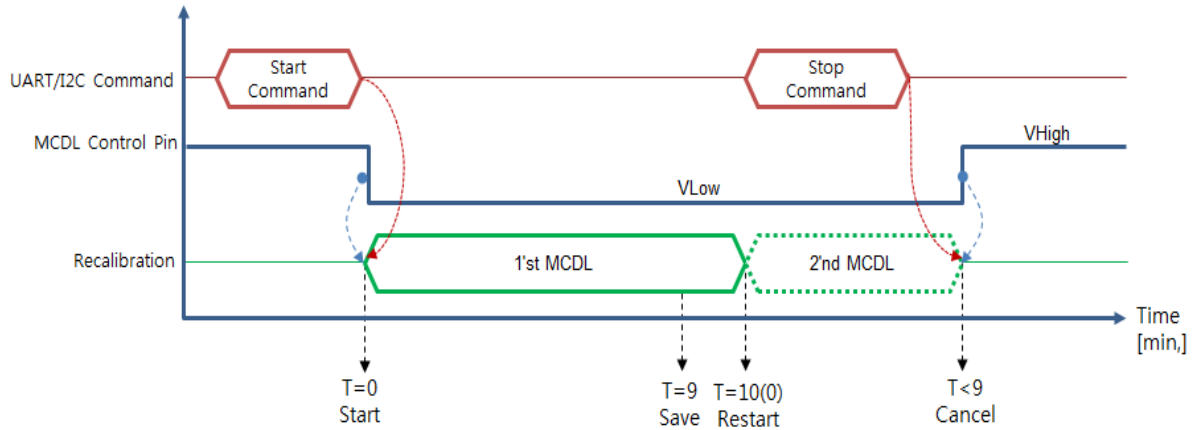 Start
Command
Stop
Command
UART/I2C Command
MCDL Control Pin
VHigh
VLow
Recalibration
1'st MCDL
2'nd MCDL
Time
[min,]
T=0
Start
T=9
Save
T=10(0)
Restart
T<9
Cancel